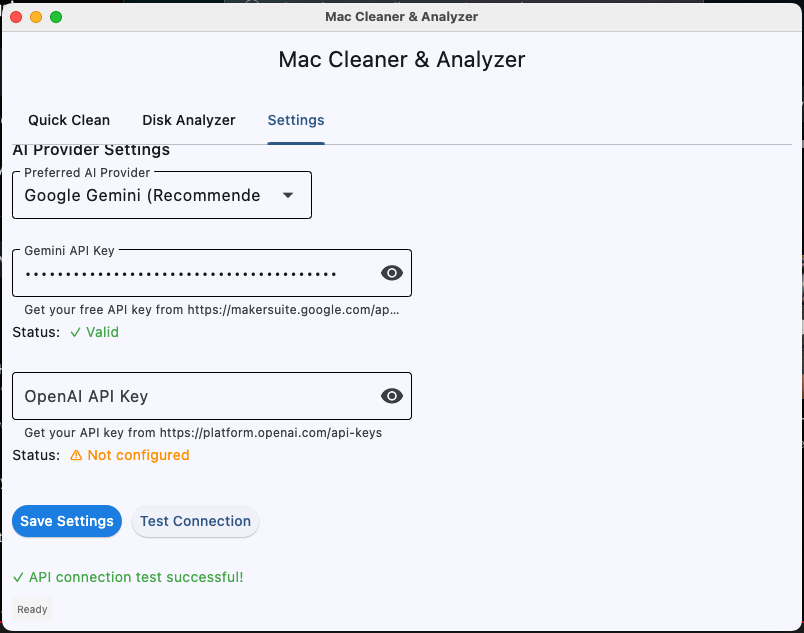 Mac Cleaner & Analyzer
Mac Cleaner & Analyzer
Quick Clean Disk Analyzer Settings
AI Provider Settings
Preferred AI Provider
Google Gemini (Recommende
Gemini API Key
•••••••••••••••••••••••••••••••••••••••
Get your free API key from https://makersuite.google.com/ap...
Status: ✓ Valid
OpenAI API Key
Get your API key from https://platform.openai.com/api-keys
Status: ⚠ Not configured
Save Settings Test Connection
✓ API connection test successful!
Ready